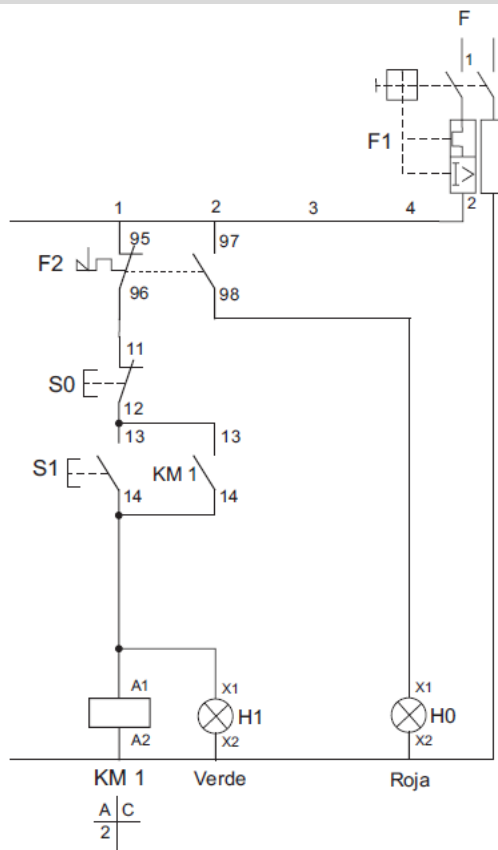 F
1
F1
2
1 2 3 4
95 97
F2
96 98
11
S0
12
13 13
S1 KM 1
14 14
A1 X1 X1
H1 H0
A2 X2 X2
KM 1 Verde Roja
A C
2